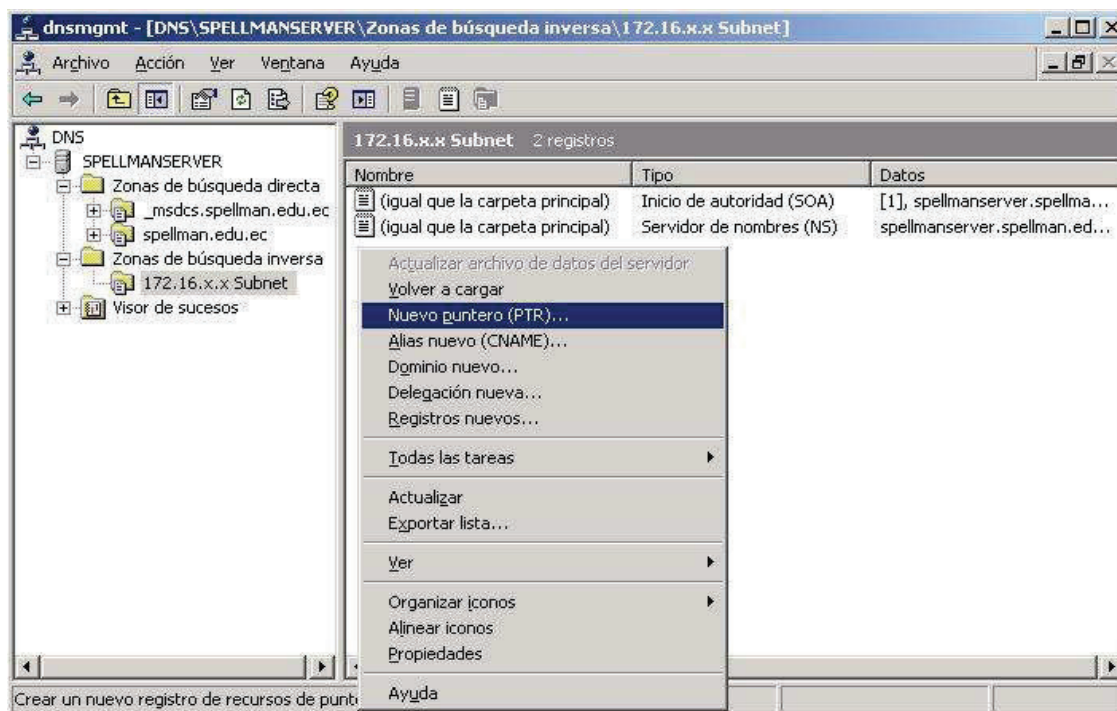 dnsmgmt - [DNS\SPELLMANSERVER\Zonas de búsqueda inversa\172.16.x.x Subnet]
Archivo Acción Ver Ventana Ayuda
DNS
SPELLMANSERVER
Zonas de búsqueda directa
_msdcs.spellman.edu.ec
spellman.edu.ec
Zonas de búsqueda inversa
172.16.x.x Subnet
Visor de sucesos
172.16.x.x Subnet 2 registros
Nombre Tipo Datos
(igual que la carpeta principal) Inicio de autoridad (SOA) [1], spellmanserver.spellma...
(igual que la carpeta principal) Servidor de nombres (NS) spellmanserver.spellman.ed...
Actualizar archivo de datos del servidor
Volver a cargar
Nuevo puntero (PTR)...
Alias nuevo (CNAME)...
Dominio nuevo...
Delegación nueva...
Registros nuevos...
Todas las tareas
Actualizar
Exportar lista...
Ver
Organizar iconos
Alinear iconos
Propiedades
Ayuda
Crear un nuevo registro de recursos de punt